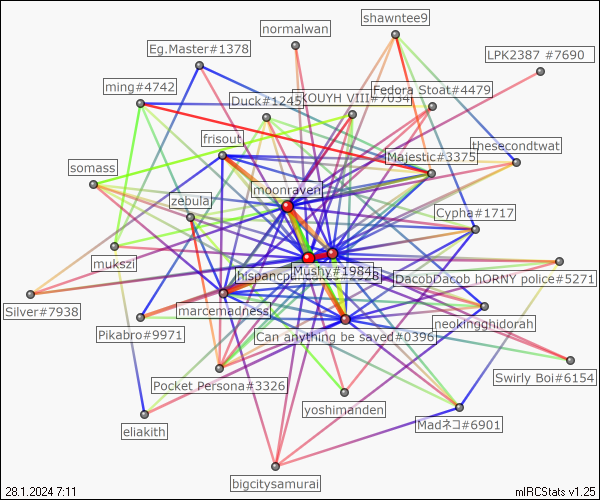 shawntee9
normalwan
Eg.Master#1378
LPK2387 #7690
ming#4742
Fedora Stoat#4479
Duck#1245
KOUYH VIII#7034
frisout
thesecondtwat
Majestic#3375
somass
moonraven
zebula
Cypha#1717
mukszi
Mushy#1984
DacobDacob hORNY police#5271
Silver#7938
marcemadness
neokingghidorah
Pikabro#9971
Can anything be saved#0396
Swirly Boi#6154
Pocket Persona#3326
yoshimanden
Madネコ#6901
eliakith
bigcitysamurai
28.1.2024 7:11
mIRCStats v1.25